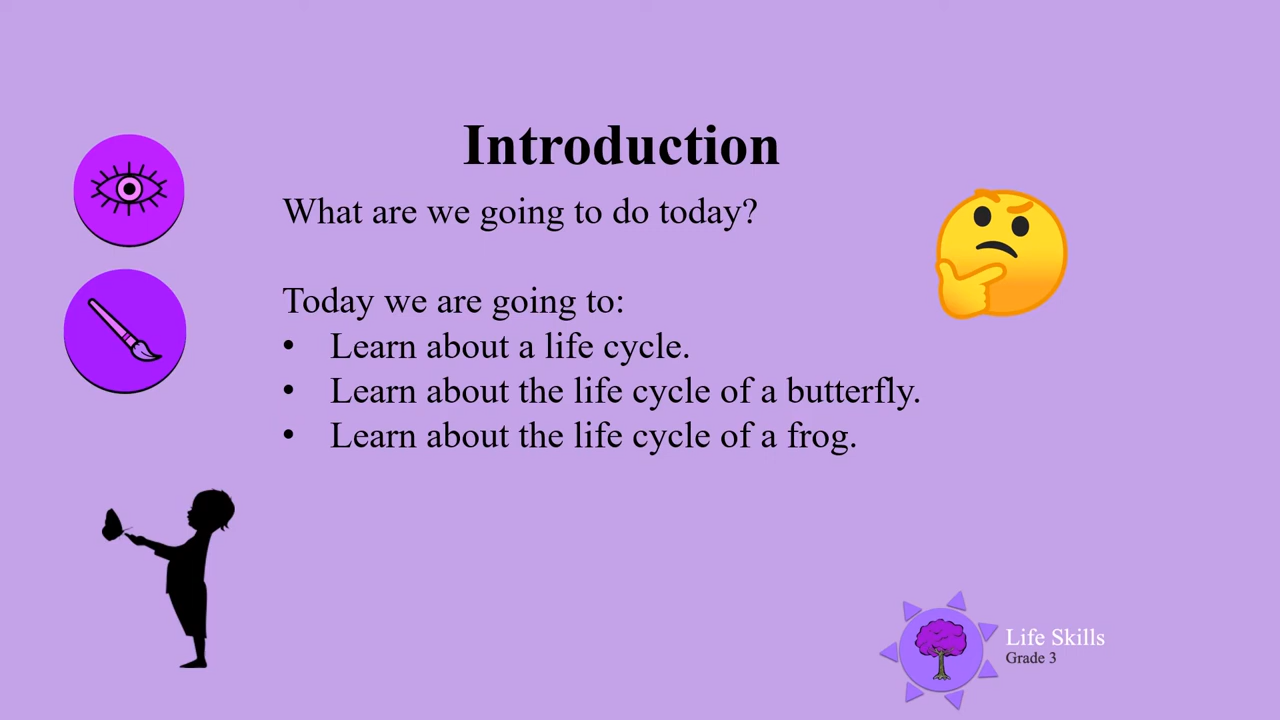 Introduction
What are we going to do today?
Today we are going to:
• Learn about a life cycle.
• Learn about the life cycle of a butterfly.
• Learn about the life cycle of a frog.
Life Skills
Grade 3